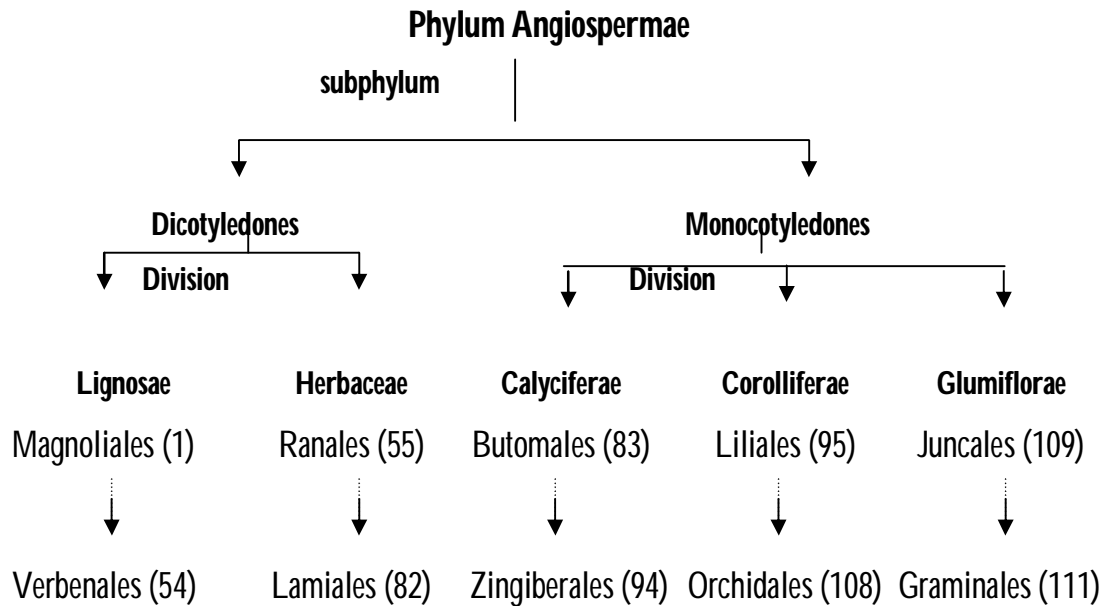 Phylum Angiospermae
subphylum
Dicotyledones Monocotyledones
Division Division
Lignosae Herbaceae Calyciferae Corolliferae Glumiflorae
Magnoliales (1) Ranales (55) Butomales (83) Liliales (95) Juncales (109)
Verbenales (54) Lamiales (82) Zingiberales (94) Orchidales (108) Graminales (111)